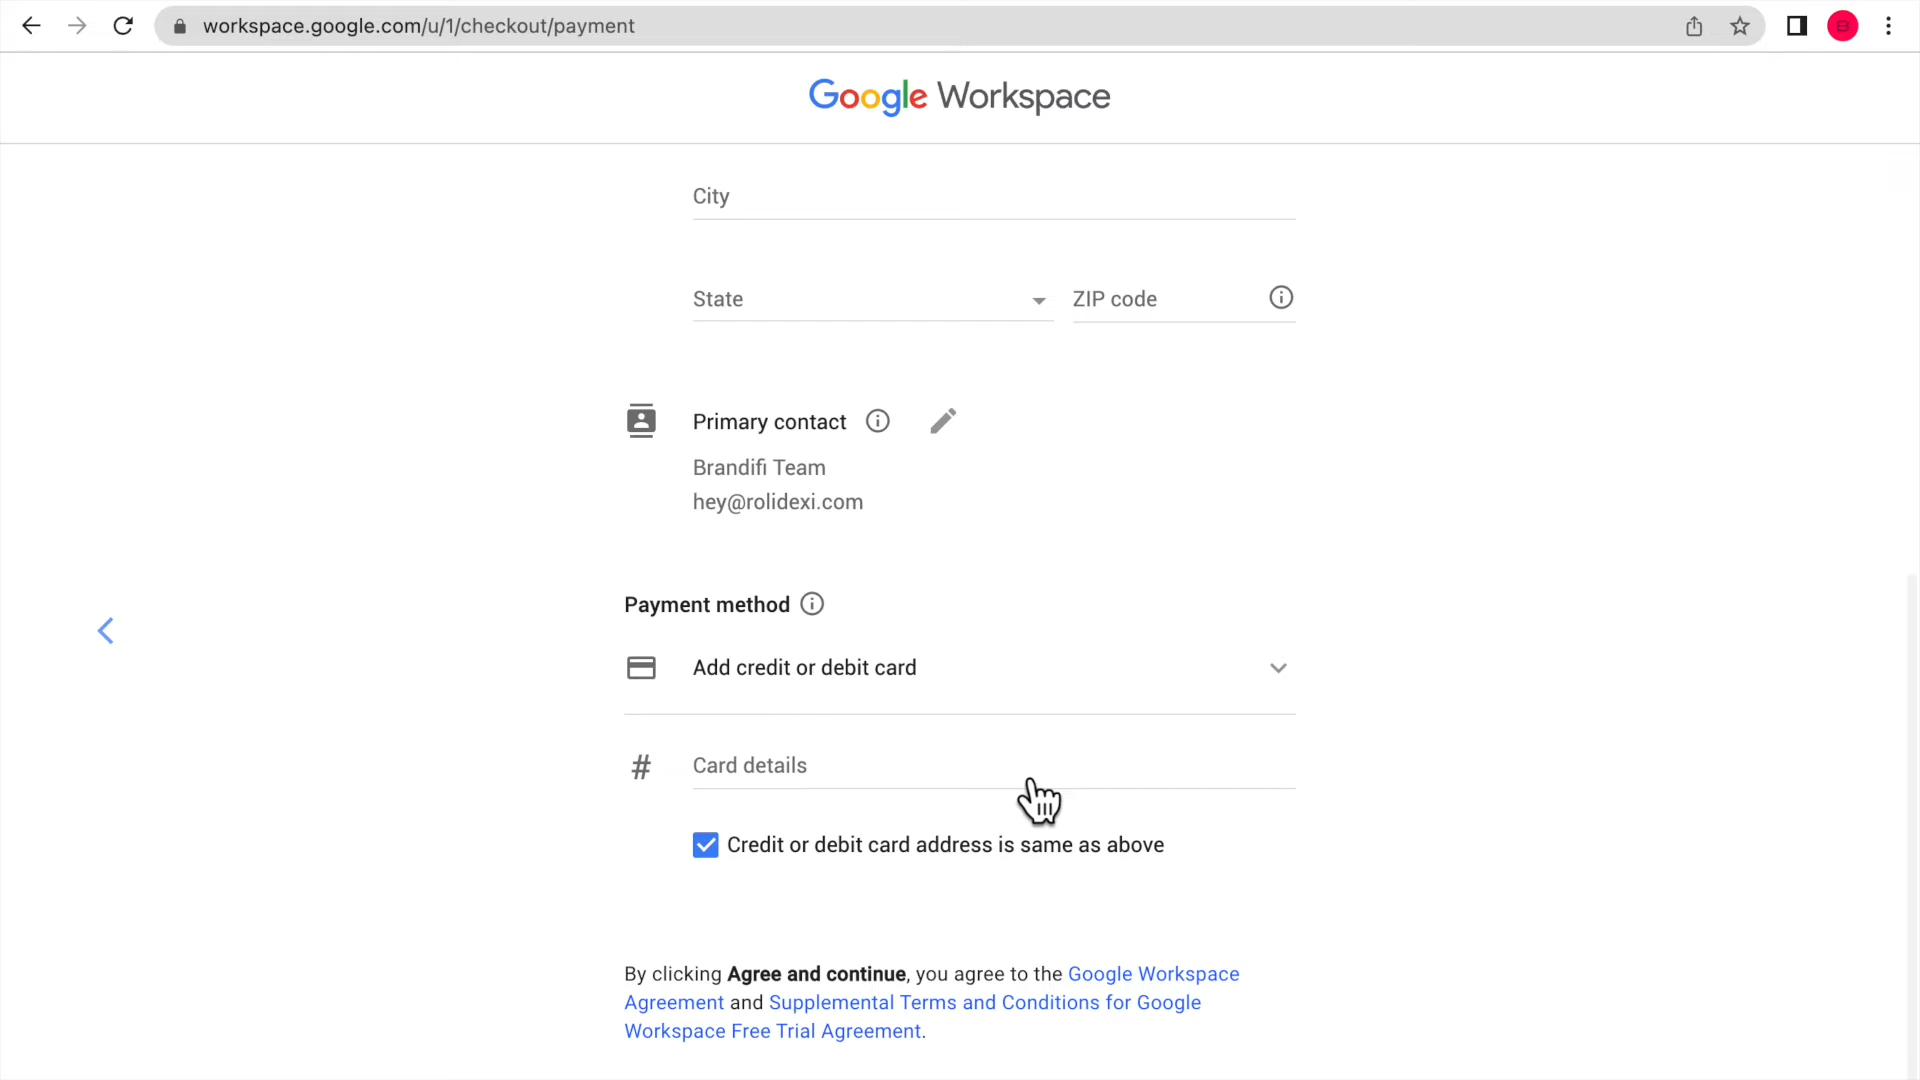 workspace.google.com/u/1/checkout/payment
B
Google Workspace
City
State
ZIP code
Primary contact
Brandifi Team
hey@rolidexi.com
Payment method
Add credit or debit card
# Card details
Credit or debit card address is same as above
By clicking Agree and continue, you agree to the Google Workspace
Agreement and Supplemental Terms and Conditions for Google
Workspace Free Trial Agreement.